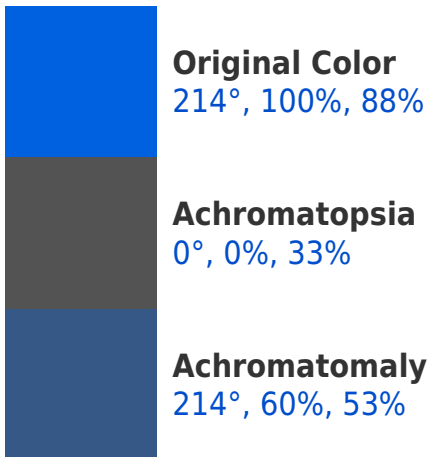 Original Color
214°, 100%, 88%
Achromatopsia
0°, 0%, 33%
Achromatomaly
214°, 60%, 53%